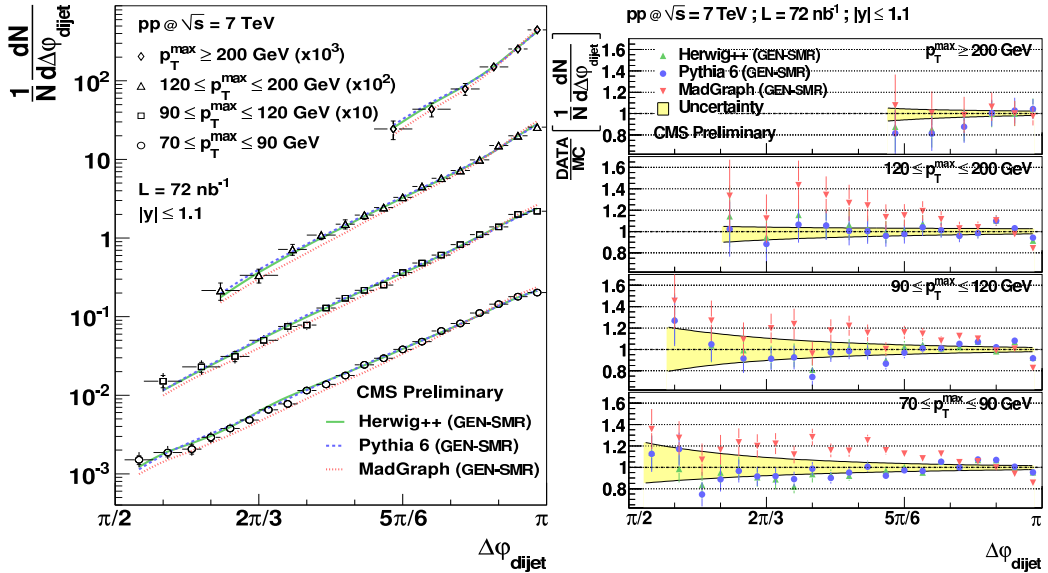 pp @ √s = 7 TeV
p_T^max ≥ 200 GeV (x10³)
120 ≤ p_T^max ≤ 200 GeV (x10²)
90 ≤ p_T^max ≤ 120 GeV (x10)
70 ≤ p_T^max ≤ 90 GeV
L = 72 nb⁻¹
|y| ≤ 1.1
1/N dN/dΔφ_dijet
10²
10
1
10⁻¹
10⁻²
10⁻³
CMS Preliminary
Herwig++ (GEN-SMR)
Pythia 6 (GEN-SMR)
MadGraph (GEN-SMR)
π/2
2π/3
5π/6
π
Δφ_dijet
pp @ √s = 7 TeV ; L = 72 nb⁻¹ ; |y| ≤ 1.1
DATA/MC [1/N dN/dΔφ_dijet]
1.6
1.4
1.2
1
0.8
p_T^max ≥ 200 GeV
Herwig++ (GEN-SMR)
Pythia 6 (GEN-SMR)
MadGraph (GEN-SMR)
Uncertainty
CMS Preliminary
1.6
1.4
1.2
1
0.8
120 ≤ p_T^max ≤ 200 GeV
1.6
1.4
1.2
1
0.8
90 ≤ p_T^max ≤ 120 GeV
1.6
1.4
1.2
1
0.8
70 ≤ p_T^max ≤ 90 GeV
π/2
2π/3
5π/6
π
Δφ_dijet